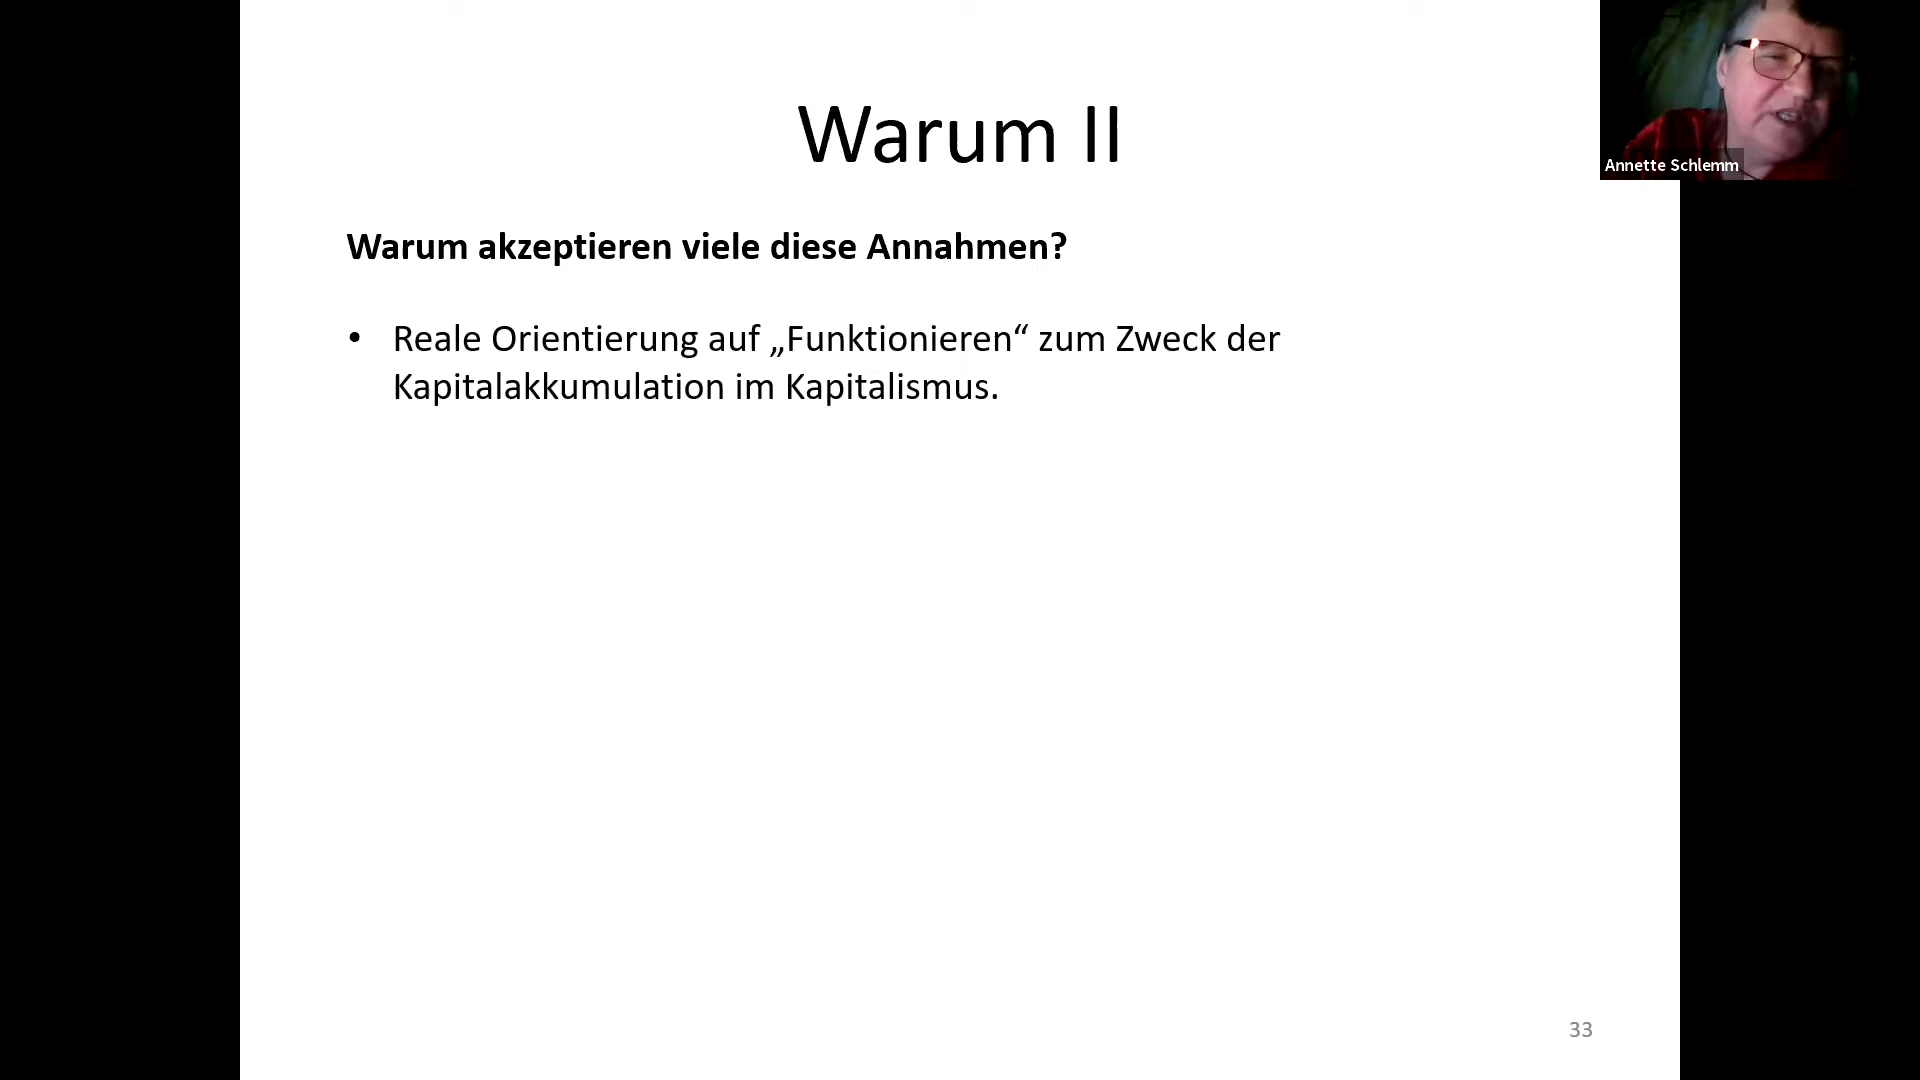 Warum II
Annette Schlemm
Warum akzeptieren viele diese Annahmen?
• Reale Orientierung auf „Funktionieren“ zum Zweck der
Kapitalakkumulation im Kapitalismus.
33